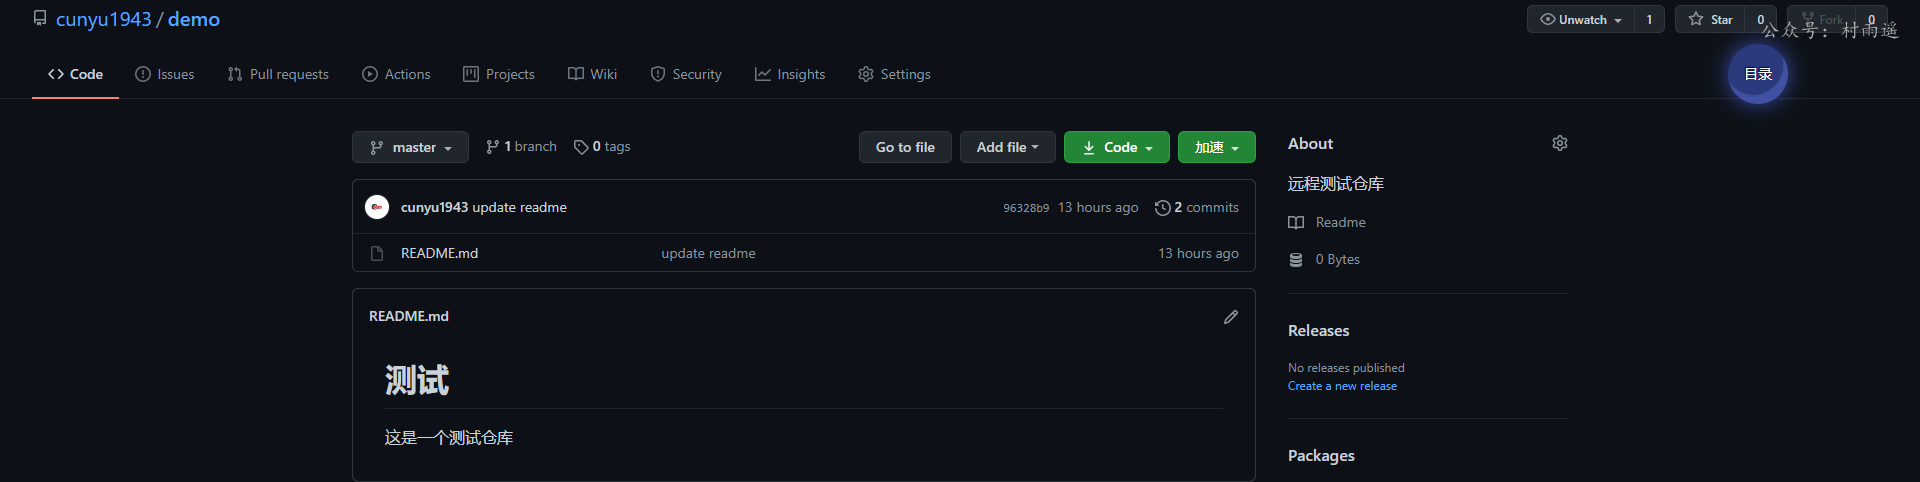 cunyu1943 / demo
Unwatch 1 Star 0 Fork 0
公众号：村雨遥
Code Issues Pull requests Actions Projects Wiki Security Insights Settings
目录
master 1 branch 0 tags Go to file Add file Code 加速
cunyu1943 update readme 96328b9 13 hours ago 2 commits
README.md update readme 13 hours ago
README.md
测试
这是一个测试仓库
About
远程测试仓库
Readme
0 Bytes
Releases
No releases published
Create a new release
Packages